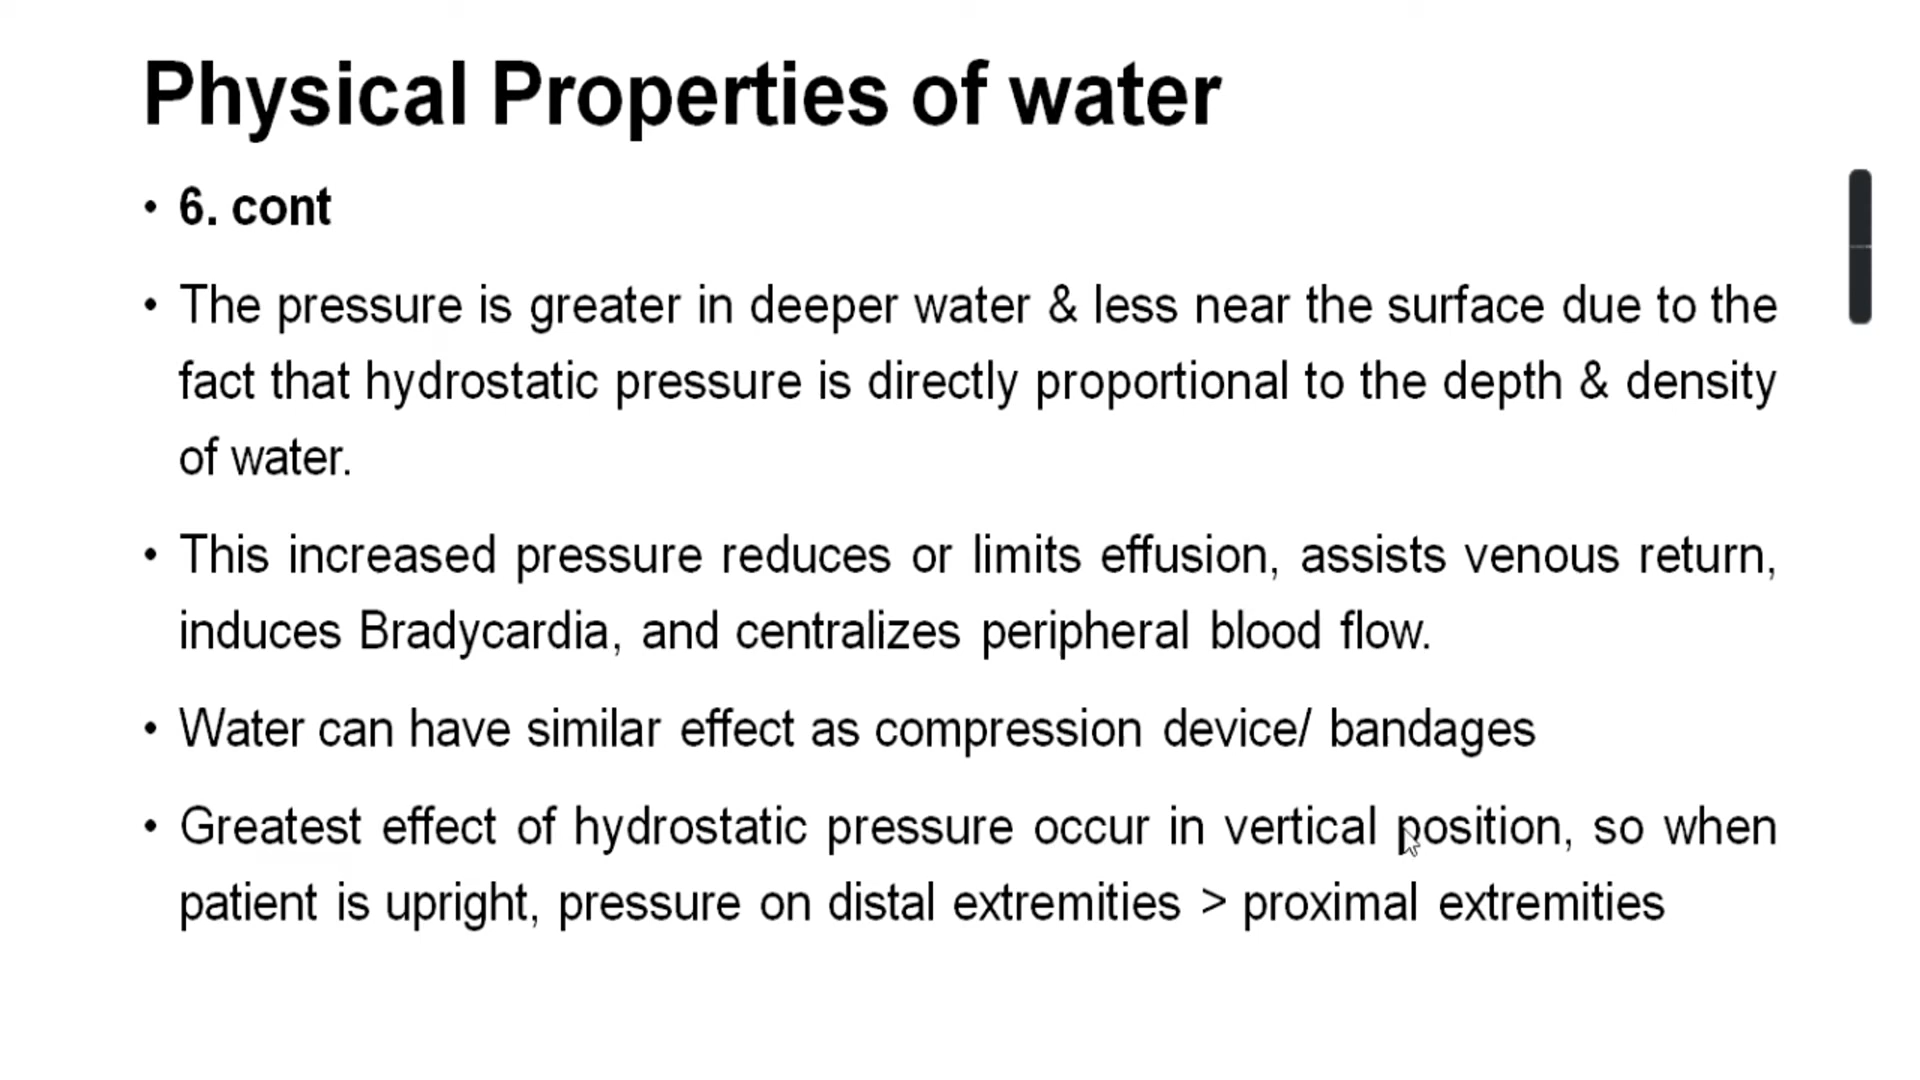 Physical Properties of water
• 6. cont
• The pressure is greater in deeper water & less near the surface due to the
fact that hydrostatic pressure is directly proportional to the depth & density
of water.
• This increased pressure reduces or limits effusion, assists venous return,
induces Bradycardia, and centralizes peripheral blood flow.
• Water can have similar effect as compression device/ bandages
• Greatest effect of hydrostatic pressure occur in vertical position, so when
patient is upright, pressure on distal extremities > proximal extremities